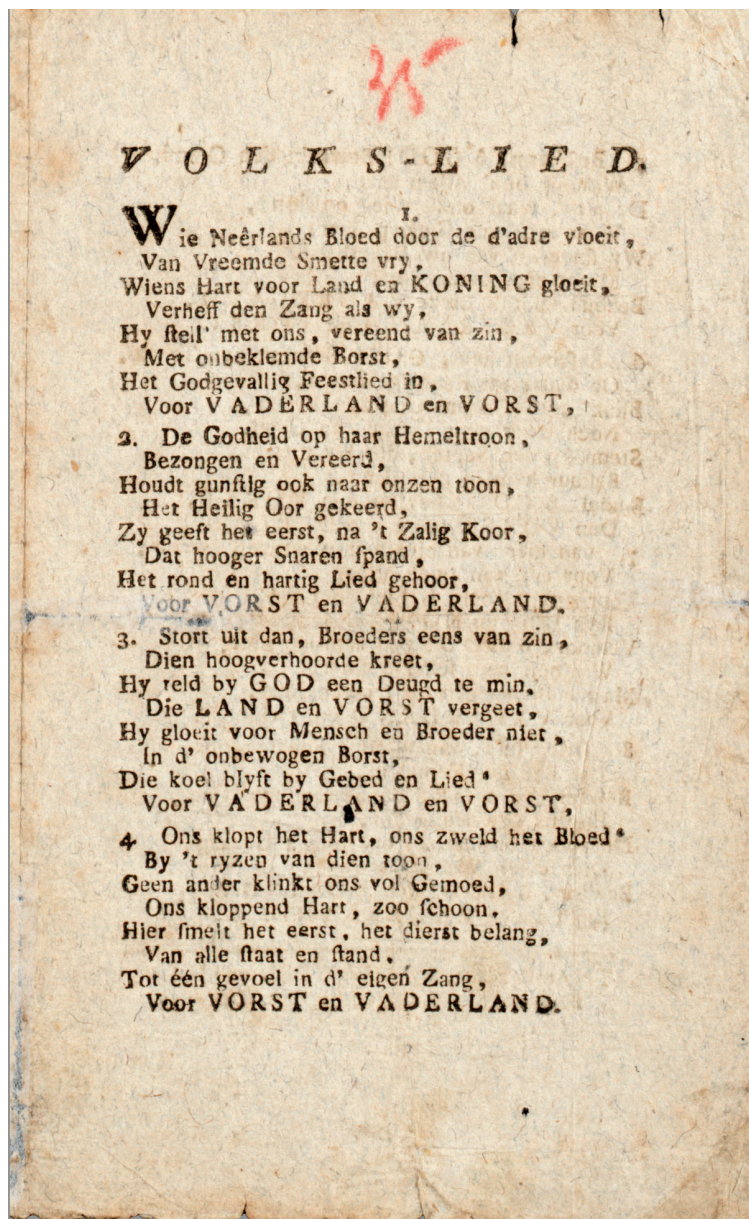 35
VOLKS-LIED.
1.
Wie Neêrlands Bloed door de d'adre vloeit,
Van Vreemde Smette vry,
Wiens Hart voor Land en KONING gloeit,
Verheff den Zang als wy,
Hy ſtell' met ons, vereend van zin,
Met onbeklemde Borst,
Het Godgevallig Feestlied in,
Voor VADERLAND en VORST,
2. De Godheid op haar Hemeltroon,
Bezongen en Vereerd,
Houdt gunſtig ook naar onzen toon,
Het Heilig Oor gekeerd,
Zy geeft het eerst, na 't Zalig Koor,
Dat hooger Snaren ſpand,
Het rond en hartig Lied gehoor,
Voor VORST en VADERLAND.
3. Stort uit dan, Broeders eens van zin,
Dien hoogverhoorde kreet,
Hy teld by GOD een Deugd te min,
Die LAND en VORST vergeet,
Hy gloeit voor Mensch en Broeder niet,
In d' onbewogen Borst,
Die koel blyft by Gebed en Lied,
Voor VADERLAND en VORST,
4. Ons klopt het Hart, ons zweld het Bloed,
By 't ryzen van dien toon,
Geen ander klinkt ons vol Gemoed,
Ons kloppend Hart, zoo ſchoon.
Hier ſmelt het eerst, het dierst belang,
Van alle ſtaat en ſtand,
Tot één gevoel in d' eigen Zang,
Voor VORST en VADERLAND.